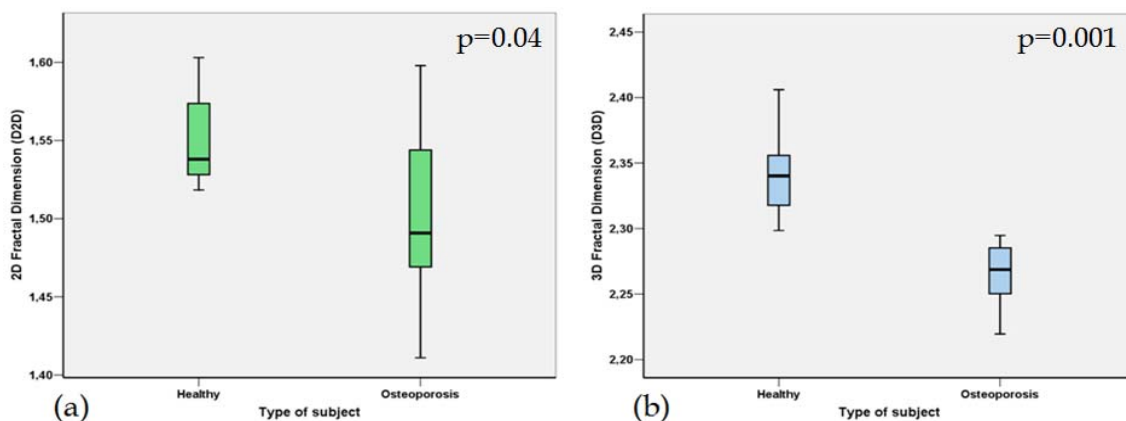 p=0.04
1,60
1,55
1,50
1,45
1,40
2D Fractal Dimension (D2D)
Healthy
Osteoporosis
Type of subject
(a)
p=0.001
2,45
2,40
2,35
2,30
2,25
2,20
3D Fractal Dimension (D3D)
Healthy
Osteoporosis
Type of subject
(b)